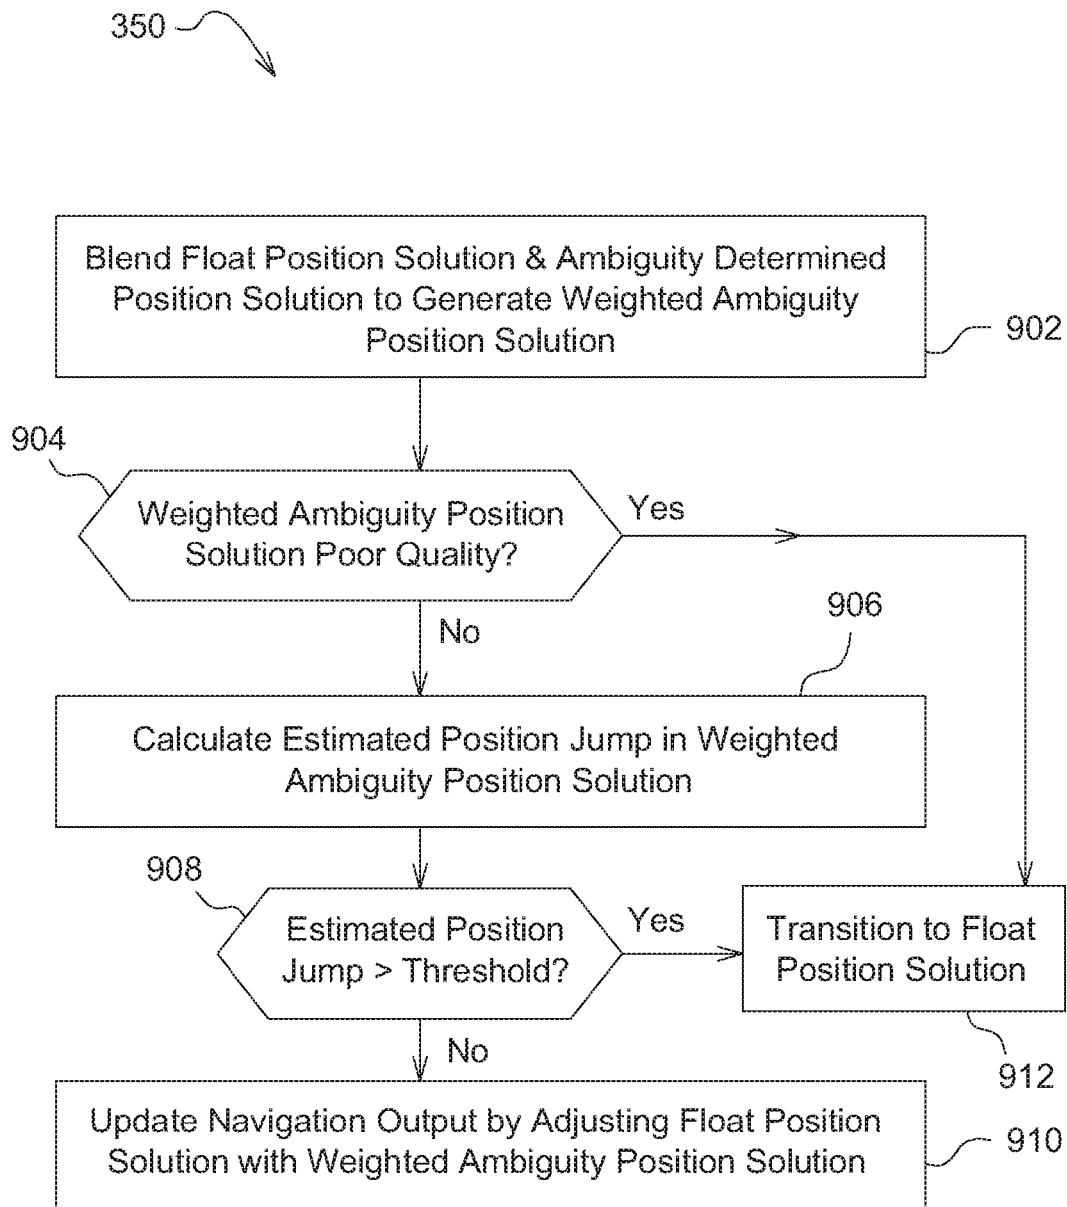 350
Blend Float Position Solution & Ambiguity Determined
Position Solution to Generate Weighted Ambiguity
Position Solution
902
904
Weighted Ambiguity Position
Solution Poor Quality?
Yes
No
906
Calculate Estimated Position Jump in Weighted
Ambiguity Position Solution
908
Estimated Position
Jump > Threshold?
Yes
Transition to Float
Position Solution
912
No
Update Navigation Output by Adjusting Float Position
Solution with Weighted Ambiguity Position Solution
910